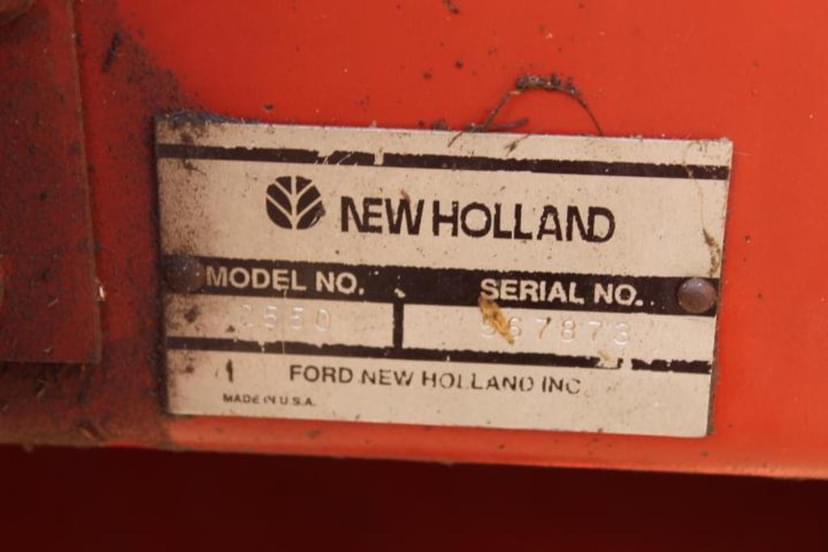 NEW HOLLAND
MODEL NO. SERIAL NO.
FORD NEW HOLLAND INC
MADE IN U.S.A.